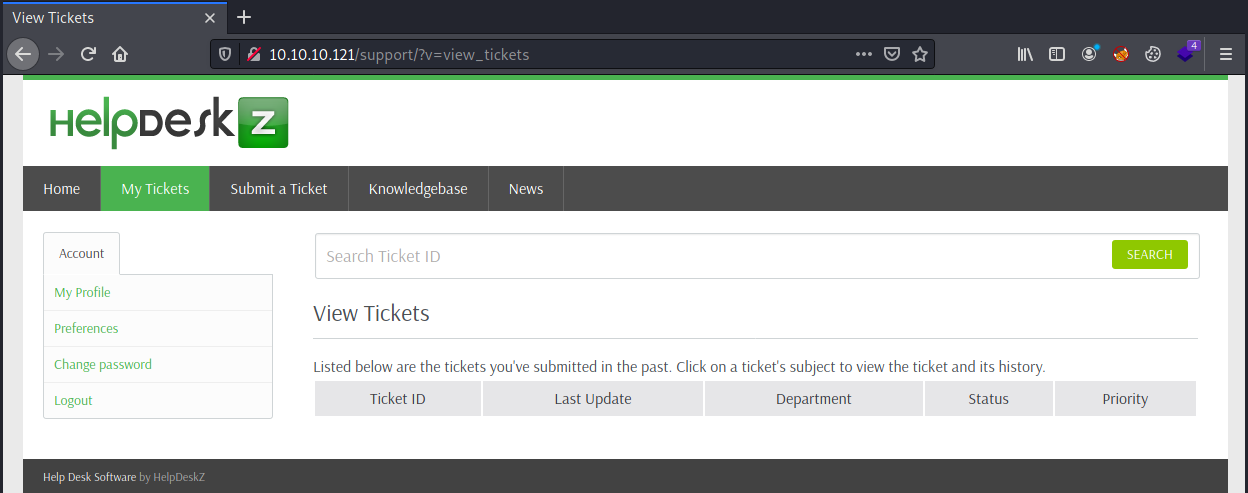 View Tickets
10.10.10.121/support/?v=view_tickets
4
HelpDesk Z
Home My Tickets Submit a Ticket Knowledgebase News
Account
My Profile
Preferences
Change password
Logout
Search Ticket ID SEARCH
View Tickets
Listed below are the tickets you've submitted in the past. Click on a ticket's subject to view the ticket and its history.
Ticket ID Last Update Department Status Priority
Help Desk Software by HelpDeskZ